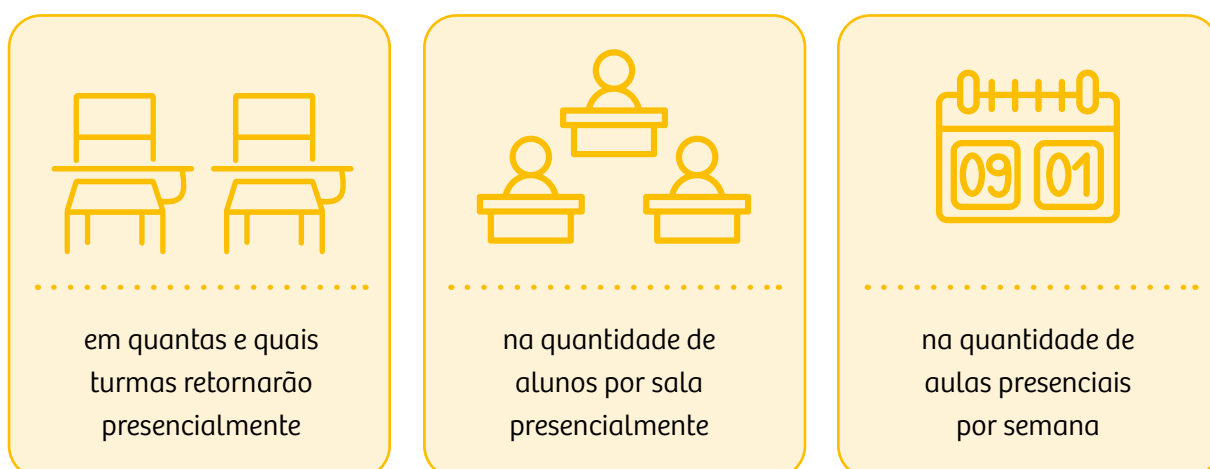 em quantas e quais
turmas retornarão
presencialmente
na quantidade de
alunos por sala
presencialmente
09 01
na quantidade de
aulas presenciais
por semana